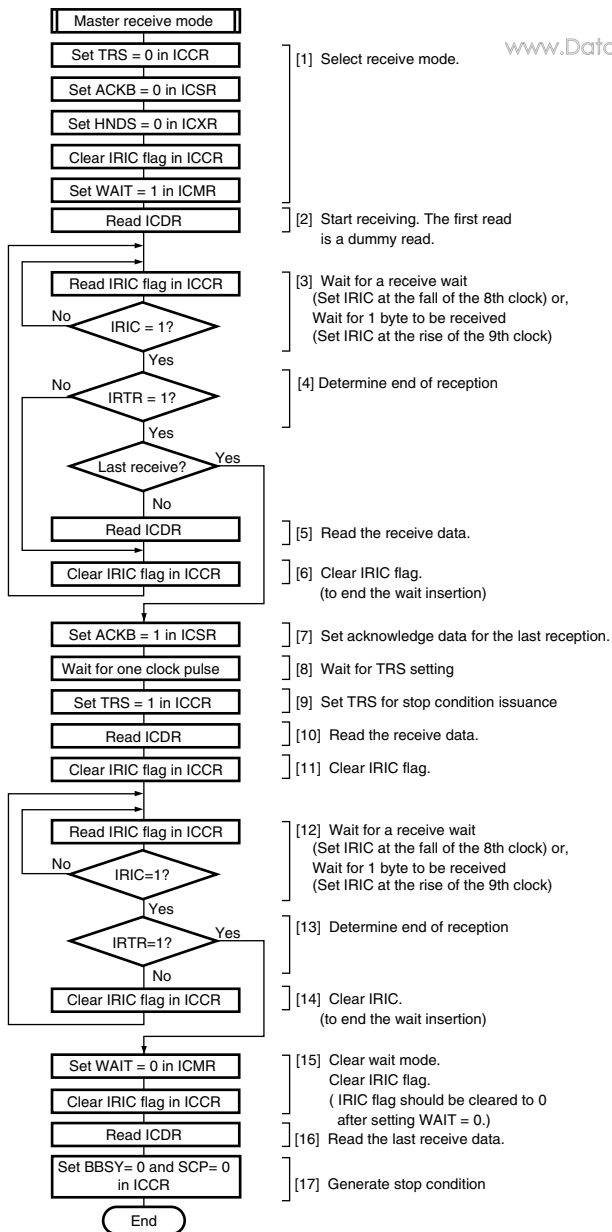 Master receive mode
www.Data
Set TRS = 0 in ICCR
[1] Select receive mode.
Set ACKB = 0 in ICSR
Set HNDS = 0 in ICXR
Clear IRIC flag in ICCR
Set WAIT = 1 in ICMR
Read ICDR
[2] Start receiving. The first read
is a dummy read.
Read IRIC flag in ICCR
[3] Wait for a receive wait
(Set IRIC at the fall of the 8th clock) or,
Wait for 1 byte to be received
(Set IRIC at the rise of the 9th clock)
No
IRIC = 1?
Yes
No
IRTR = 1?
[4] Determine end of reception
Yes
Last receive?
Yes
No
Read ICDR
[5] Read the receive data.
Clear IRIC flag in ICCR
[6] Clear IRIC flag.
(to end the wait insertion)
Set ACKB = 1 in ICSR
[7] Set acknowledge data for the last reception.
Wait for one clock pulse
[8] Wait for TRS setting
Set TRS = 1 in ICCR
[9] Set TRS for stop condition issuance
Read ICDR
[10] Read the receive data.
Clear IRIC flag in ICCR
[11] Clear IRIC flag.
Read IRIC flag in ICCR
[12] Wait for a receive wait
(Set IRIC at the fall of the 8th clock) or,
Wait for 1 byte to be received
(Set IRIC at the rise of the 9th clock)
No
IRIC=1?
Yes
IRTR=1?
Yes
[13] Determine end of reception
No
Clear IRIC flag in ICCR
[14] Clear IRIC.
(to end the wait insertion)
Set WAIT = 0 in ICMR
[15] Clear wait mode.
Clear IRIC flag.
( IRIC flag should be cleared to 0
after setting WAIT = 0.)
Clear IRIC flag in ICCR
Read ICDR
[16] Read the last receive data.
Set BBSY= 0 and SCP= 0
in ICCR
[17] Generate stop condition
End